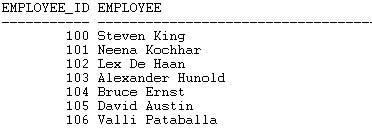 EMPLOYEE_ID EMPLOYEE
----------- ----------------------------------
100 Steven King
101 Neena Kochhar
102 Lex De Haan
103 Alexander Hunold
104 Bruce Ernst
105 David Austin
106 Valli Pataballa